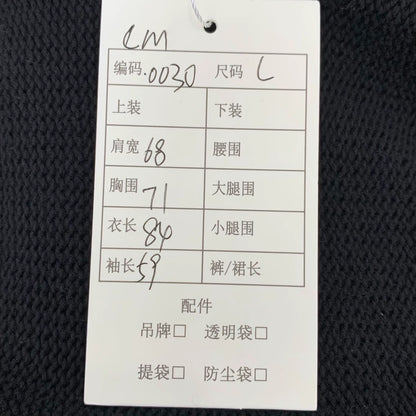 CM
编码.0030 尺码 L
上装 下装
肩宽 68 腰围
胸围 71 大腿围
衣长 84 小腿围
袖长 59 裤/裙长
配件
吊牌□ 透明袋□
提袋□ 防尘袋□